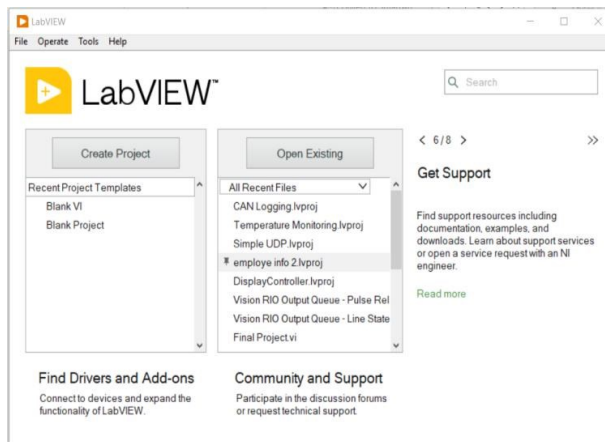 LabVIEW
File Operate Tools Help
LabVIEW™
Search
Create Project
Recent Project Templates
Blank VI
Blank Project
Open Existing
All Recent Files
CAN Logging.lvproj
Temperature Monitoring.lvproj
Simple UDP.lvproj
employe info 2.lvproj
DisplayController.lvproj
Vision RIO Output Queue - Pulse Rel
Vision RIO Output Queue - Line State
Final Project.vi
6/8
Get Support
Find support resources including
documentation, examples, and
downloads. Learn about support services
or open a service request with an NI
engineer.
Read more
Find Drivers and Add-ons
Connect to devices and expand the
functionality of LabVIEW.
Community and Support
Participate in the discussion forums
or request technical support.